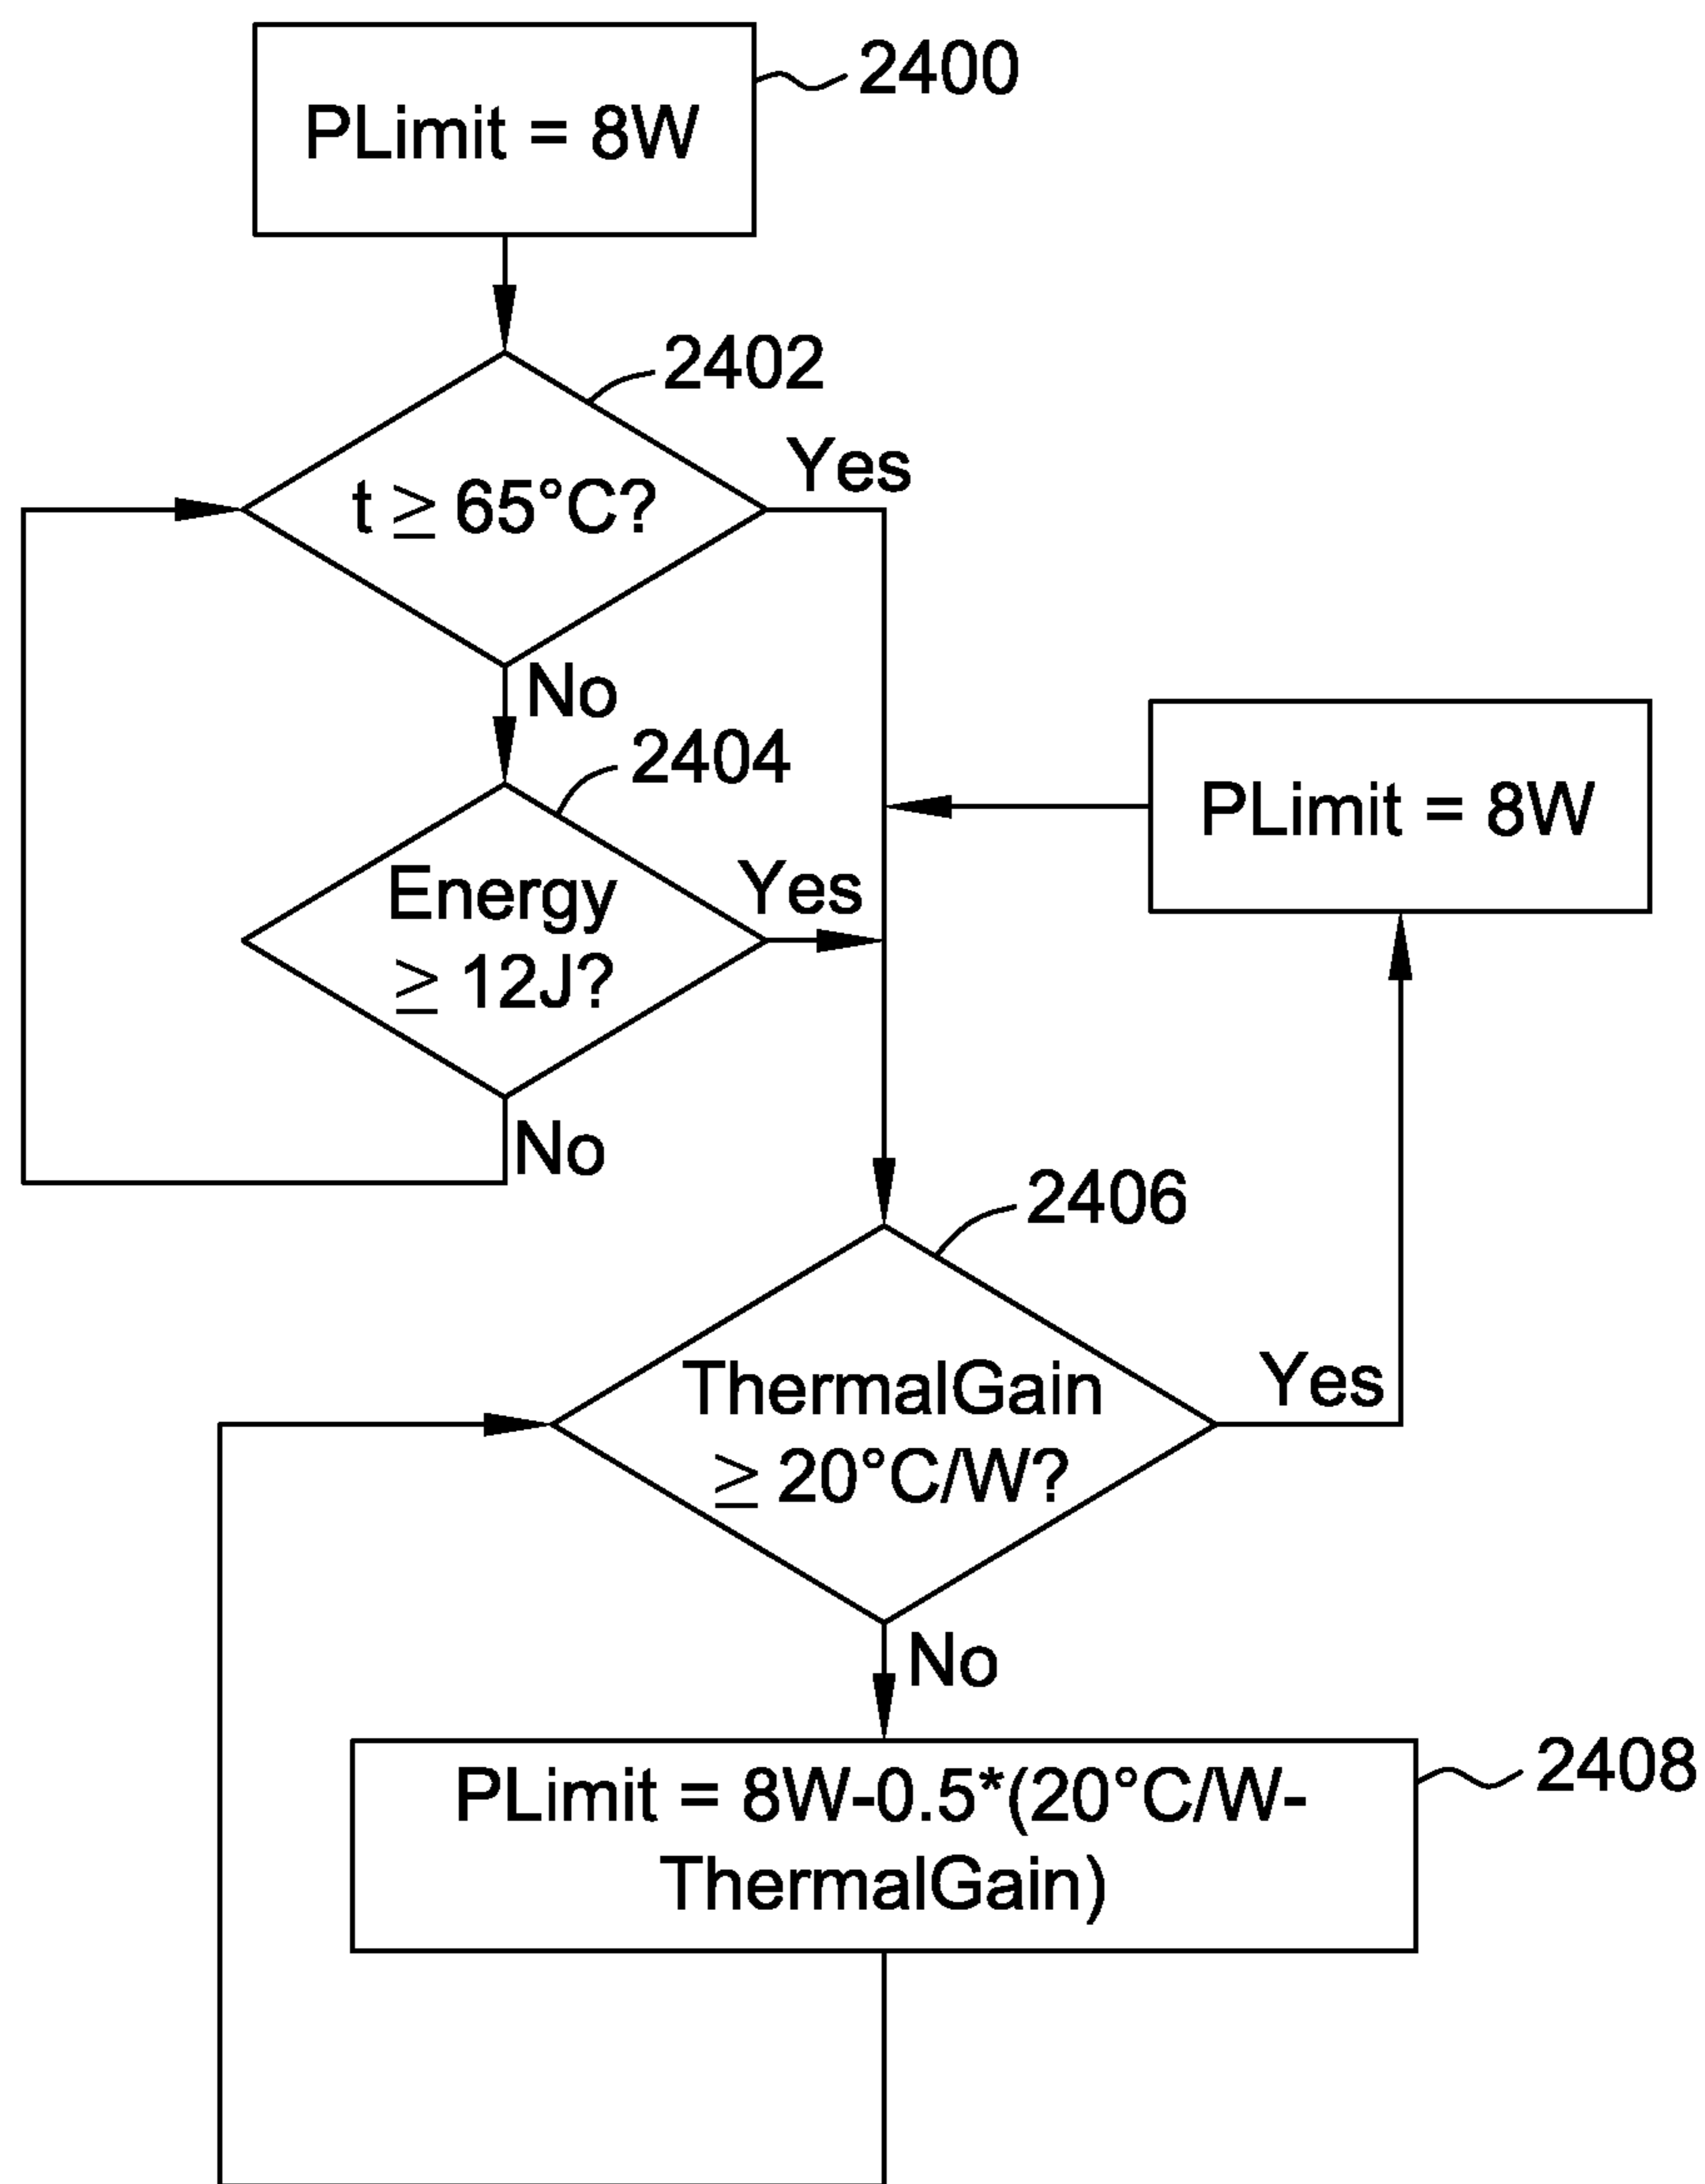 PLimit = 8W
2400
2402
t ≧ 65°C?
Yes
No
2404
Energy
≧ 12J?
Yes
No
PLimit = 8W
2406
ThermalGain
≧ 20°C/W?
Yes
No
PLimit = 8W-0.5*(20°C/W-
ThermalGain)
2408